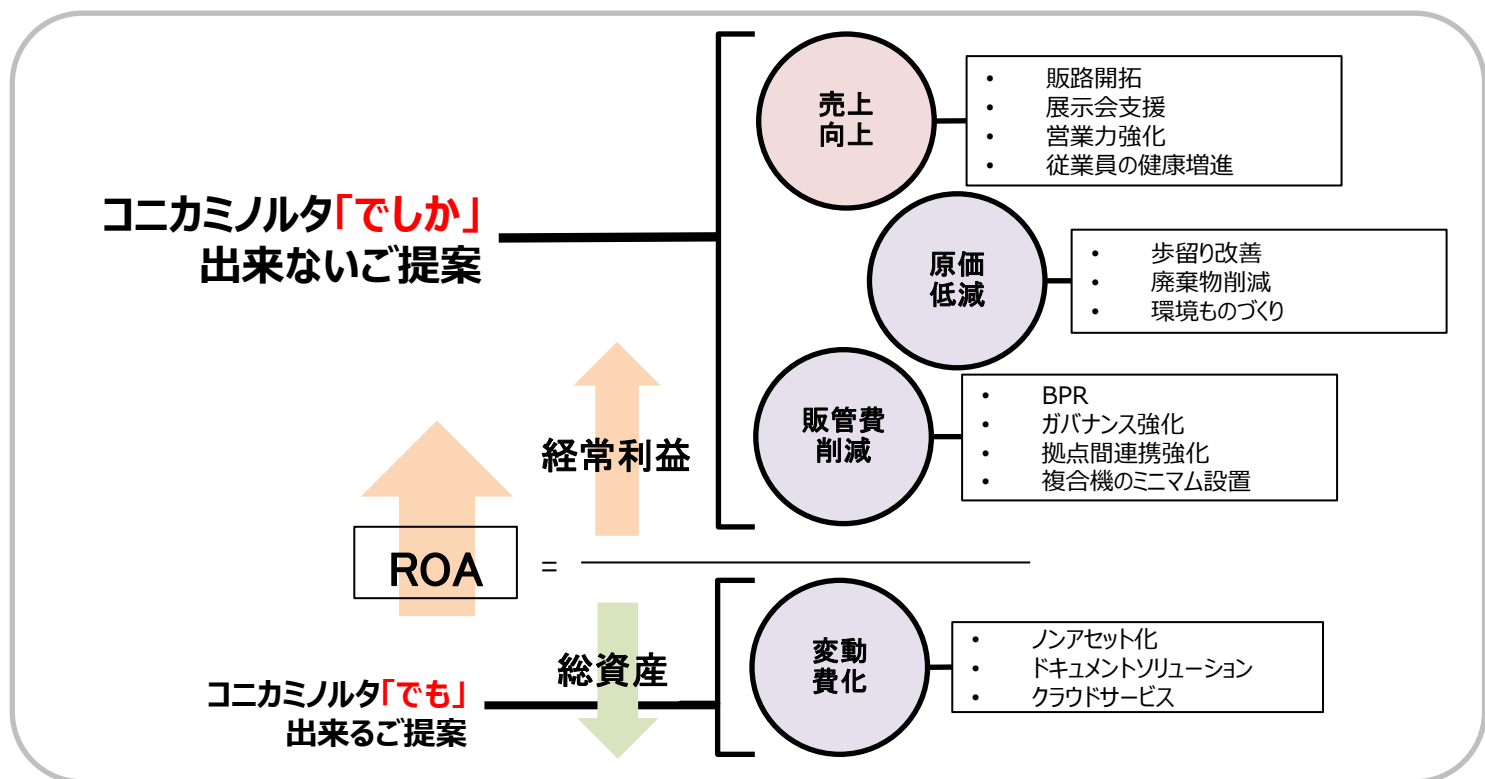 コニカミノルタ「でしか」
出来ないご提案
売上
向上
• 販路開拓
• 展示会支援
• 営業力強化
• 従業員の健康増進
原価
低減
• 歩留り改善
• 廃棄物削減
• 環境ものづくり
販管費
削減
• BPR
• ガバナンス強化
• 拠点間連携強化
• 複合機のミニマム設置
経常利益
ROA
=
総資産
コニカミノルタ「でも」
出来るご提案
変動
費化
• ノンアセット化
• ドキュメントソリューション
• クラウドサービス